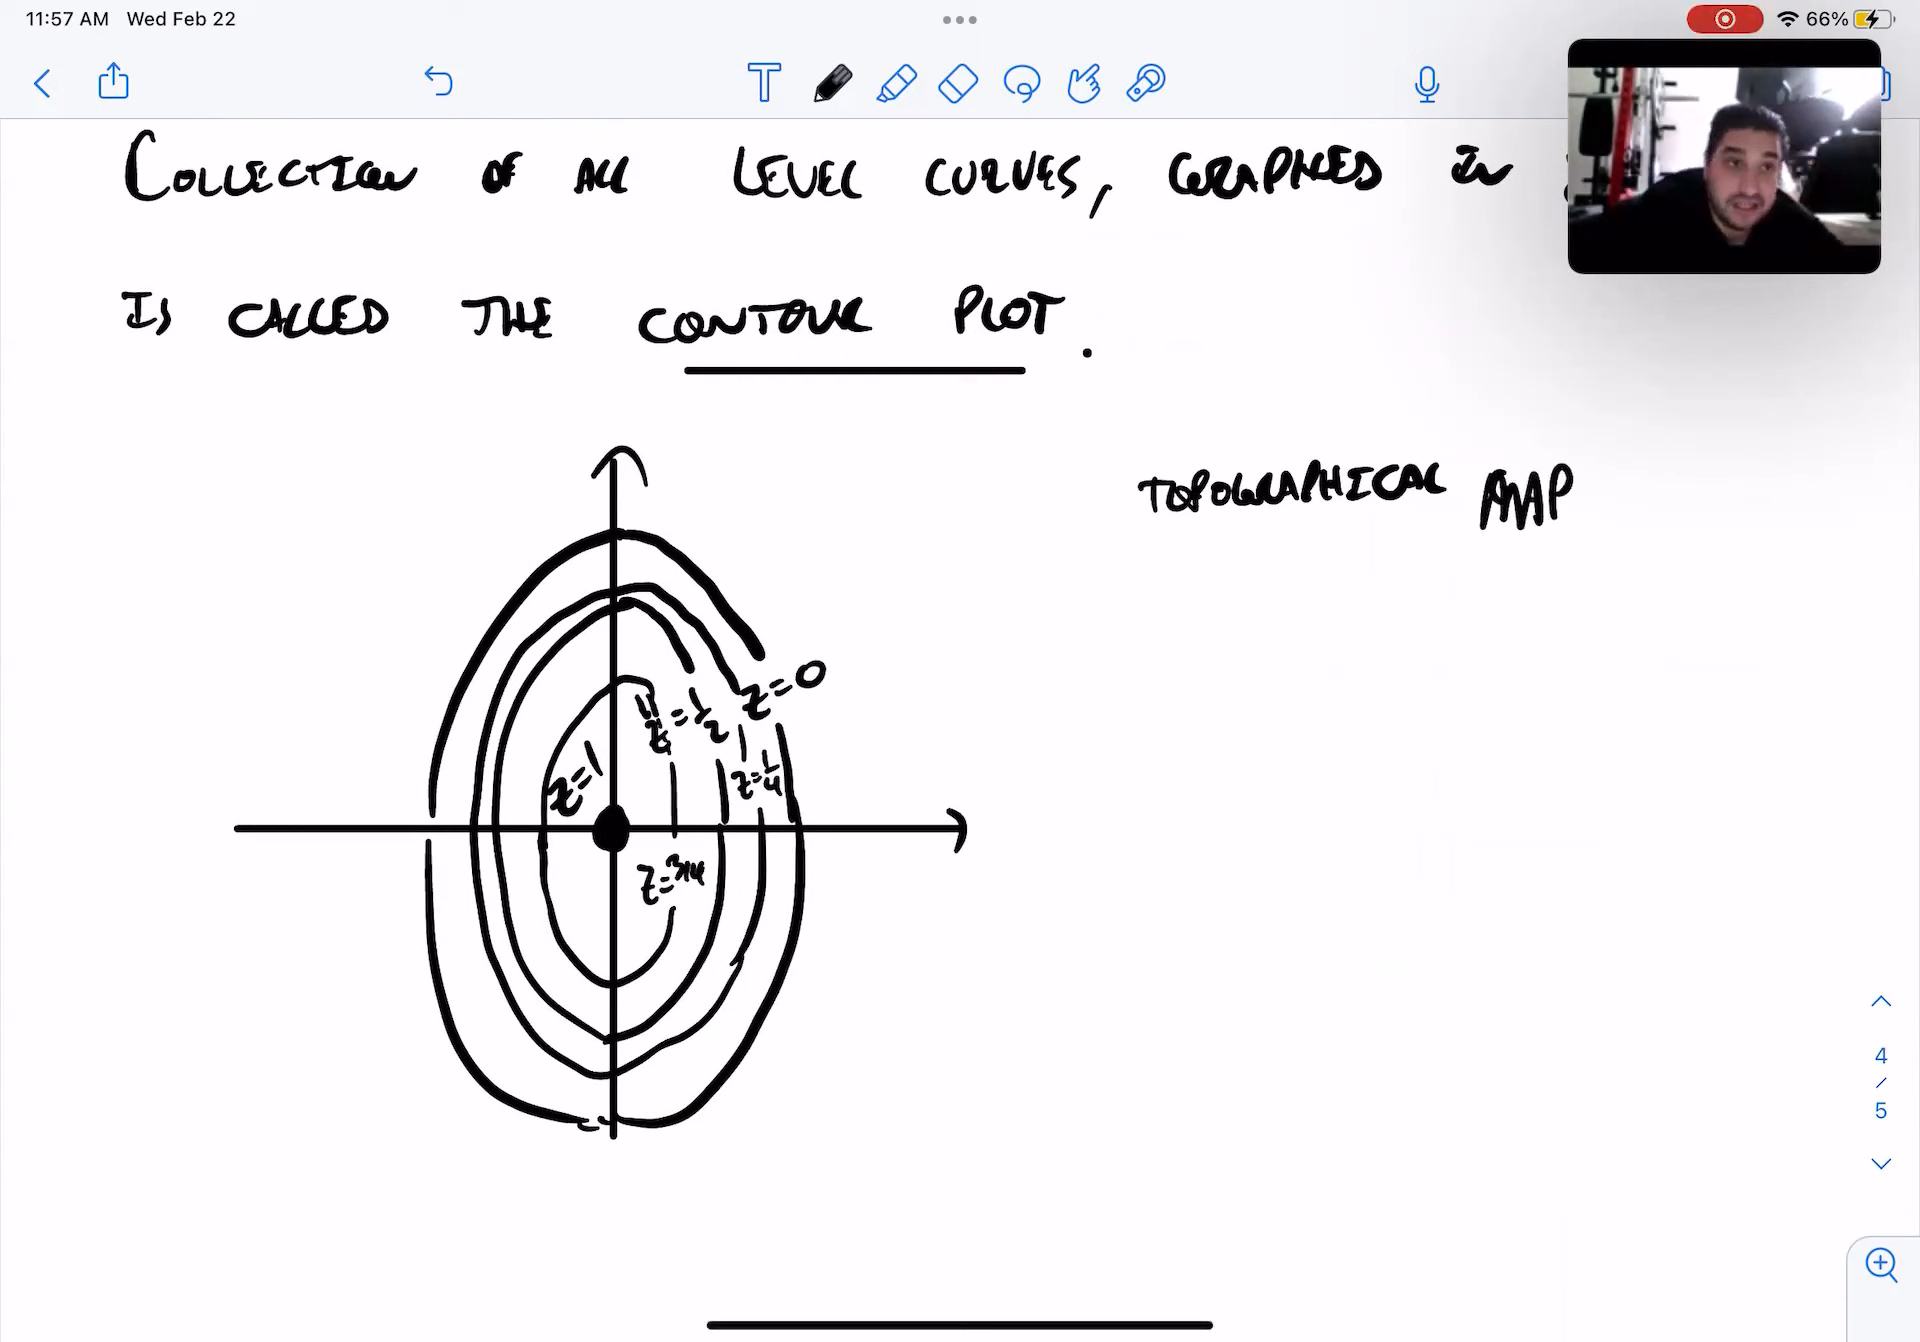 11:57 AM Wed Feb 22
66%
COLLECTION OF ALL LEVEL CURVES, GRAPHED IN
IS CALLED THE CONTOUR PLOT.
TOPOGRAPHICAL MAP
z=0
z=1/2
z=1
z=1/4
z=3/4
4
/
5